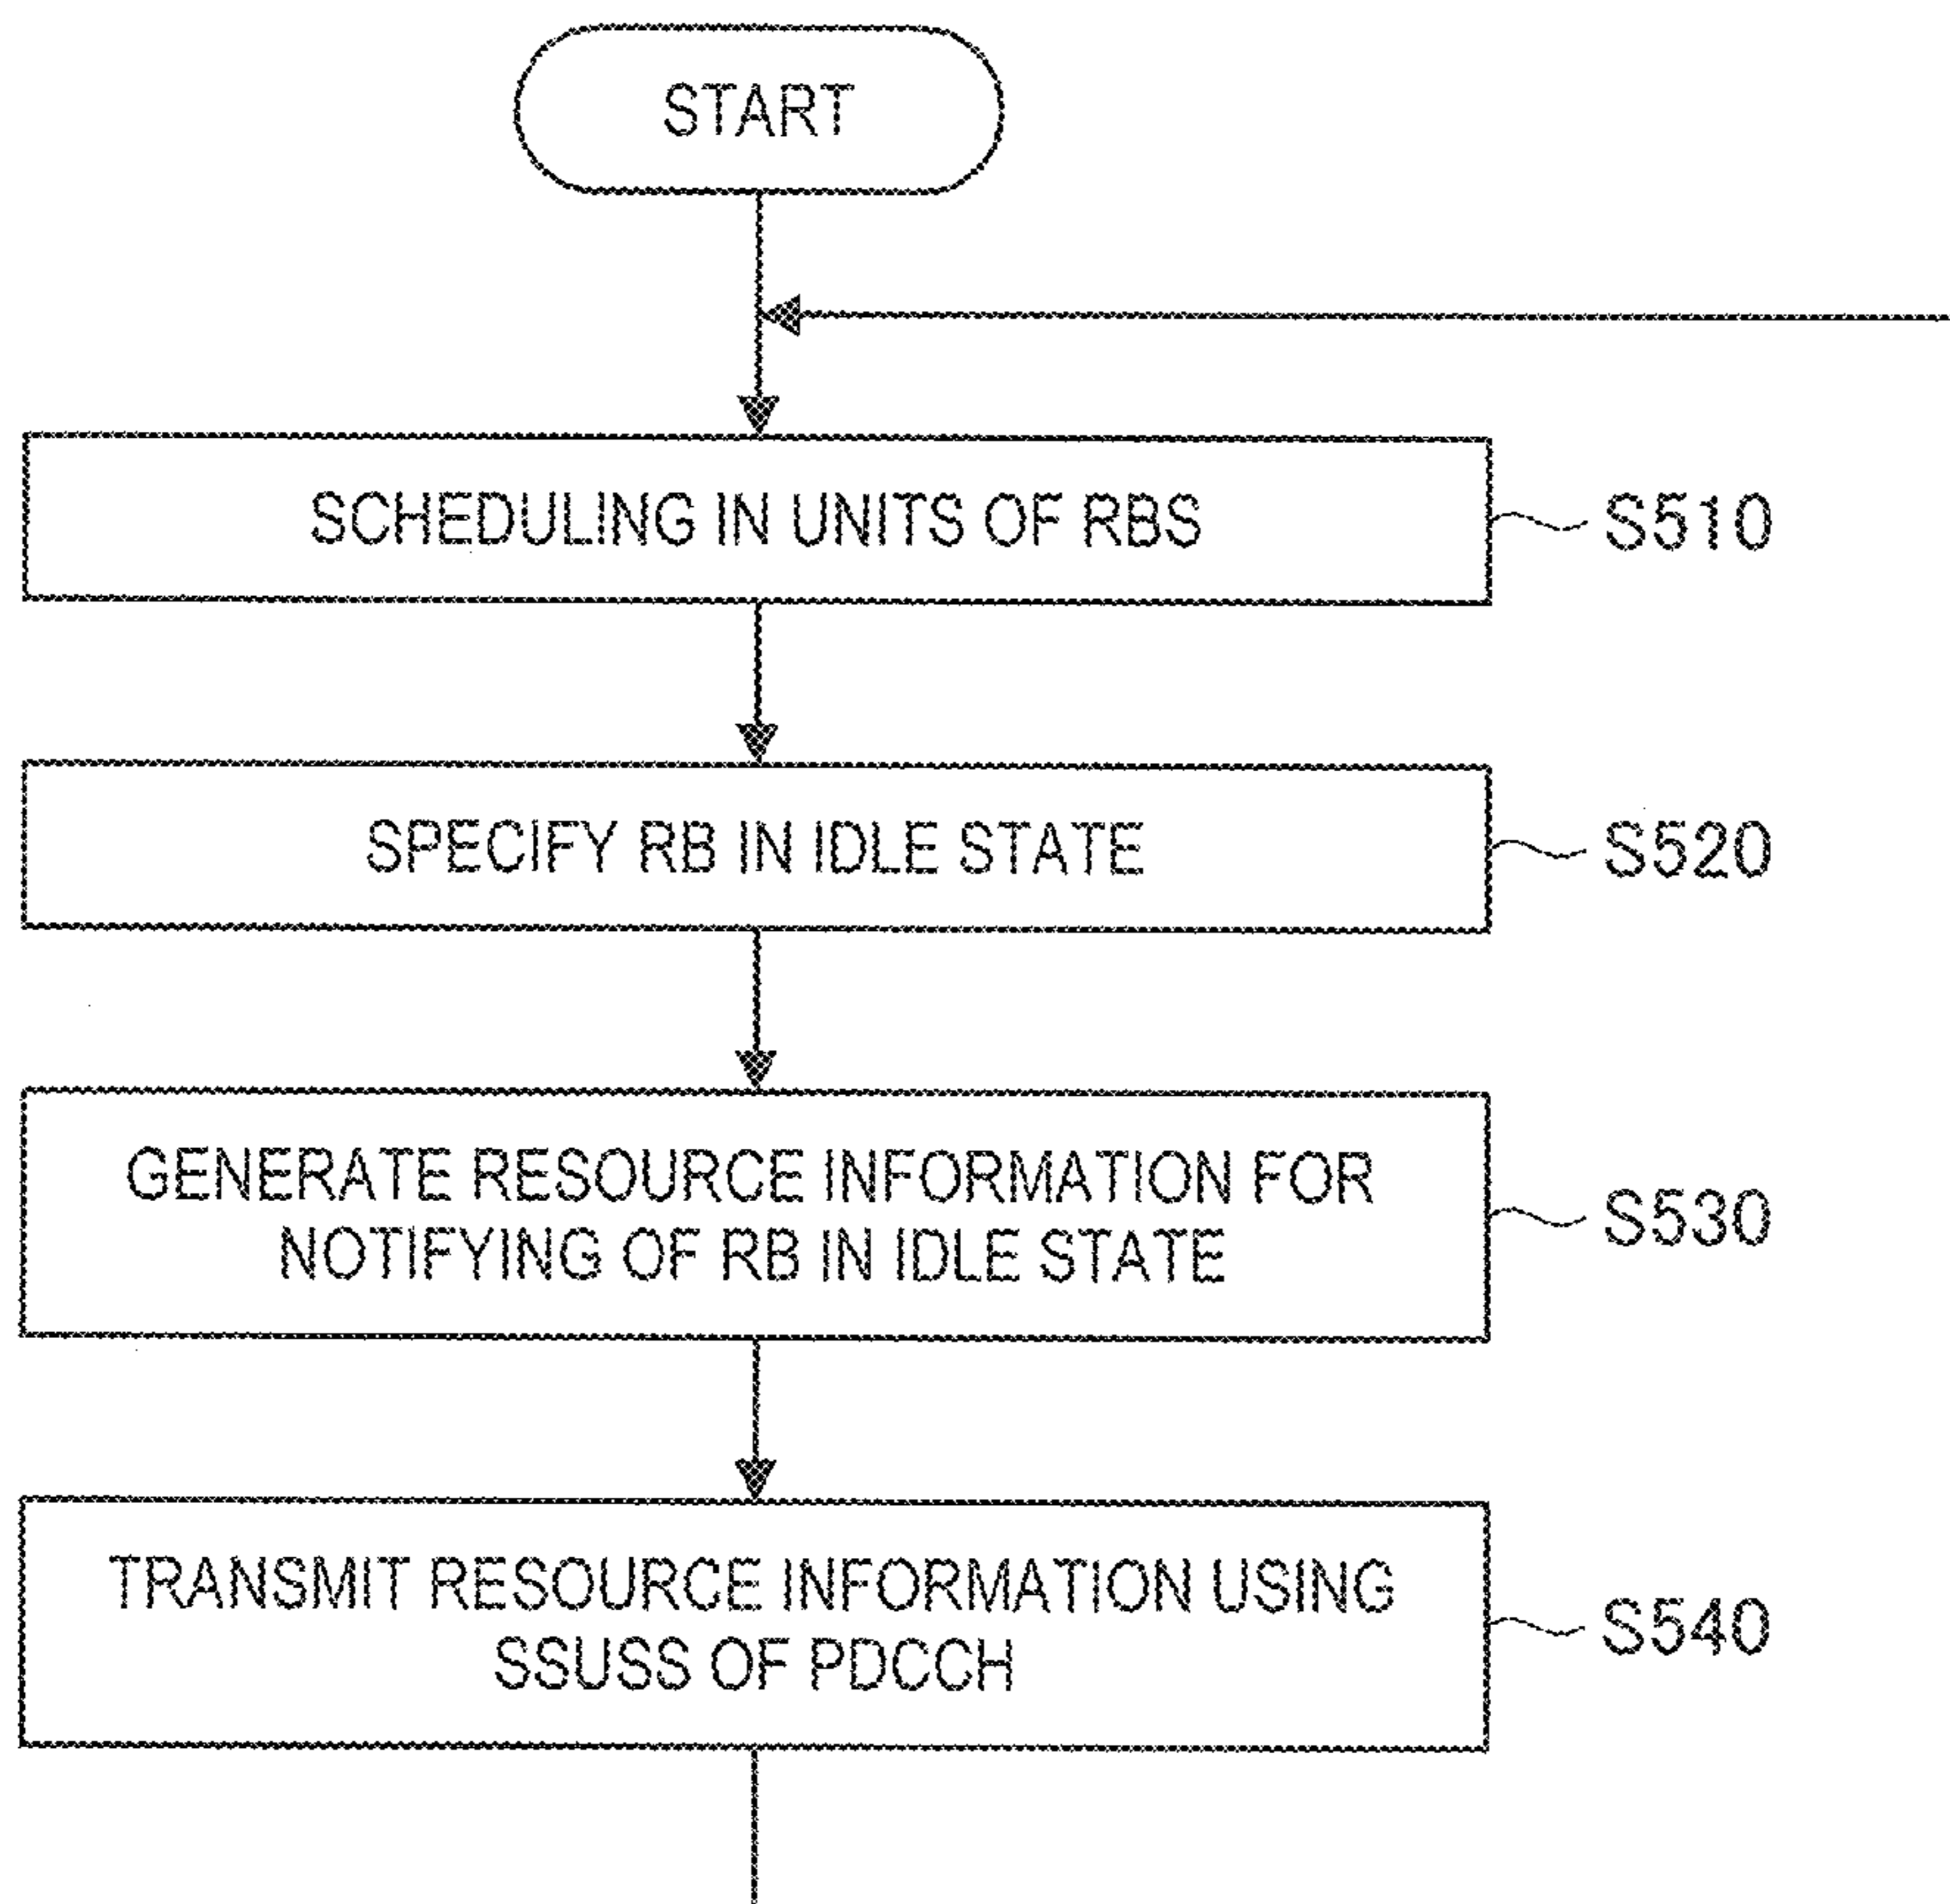 START
SCHEDULING IN UNITS OF RBS
S510
SPECIFY RB IN IDLE STATE
S520
GENERATE RESOURCE INFORMATION FOR
NOTIFYING OF RB IN IDLE STATE
S530
TRANSMIT RESOURCE INFORMATION USING
SSUSS OF PDCCH
S540